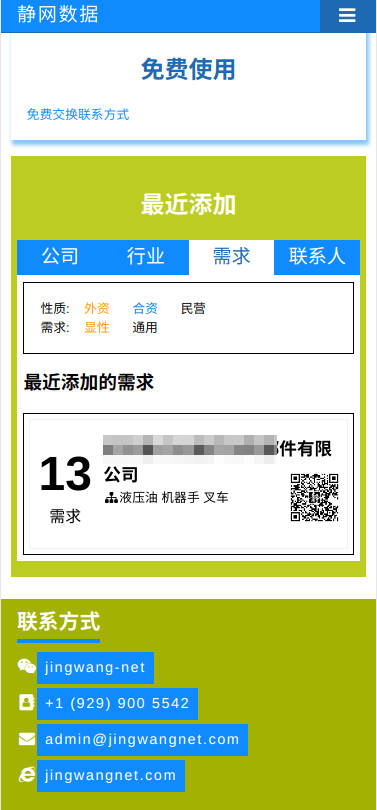 静网数据
免费使用
免费交换联系方式
最近添加
公司 行业 需求 联系人
性质: 外资 合资 民营
需求: 显性 通用
最近添加的需求
件有限
公司
13
需求
液压油 机器手 叉车
联系方式
jingwang-net
+1 (929) 900 5542
admin@jingwangnet.com
jingwangnet.com